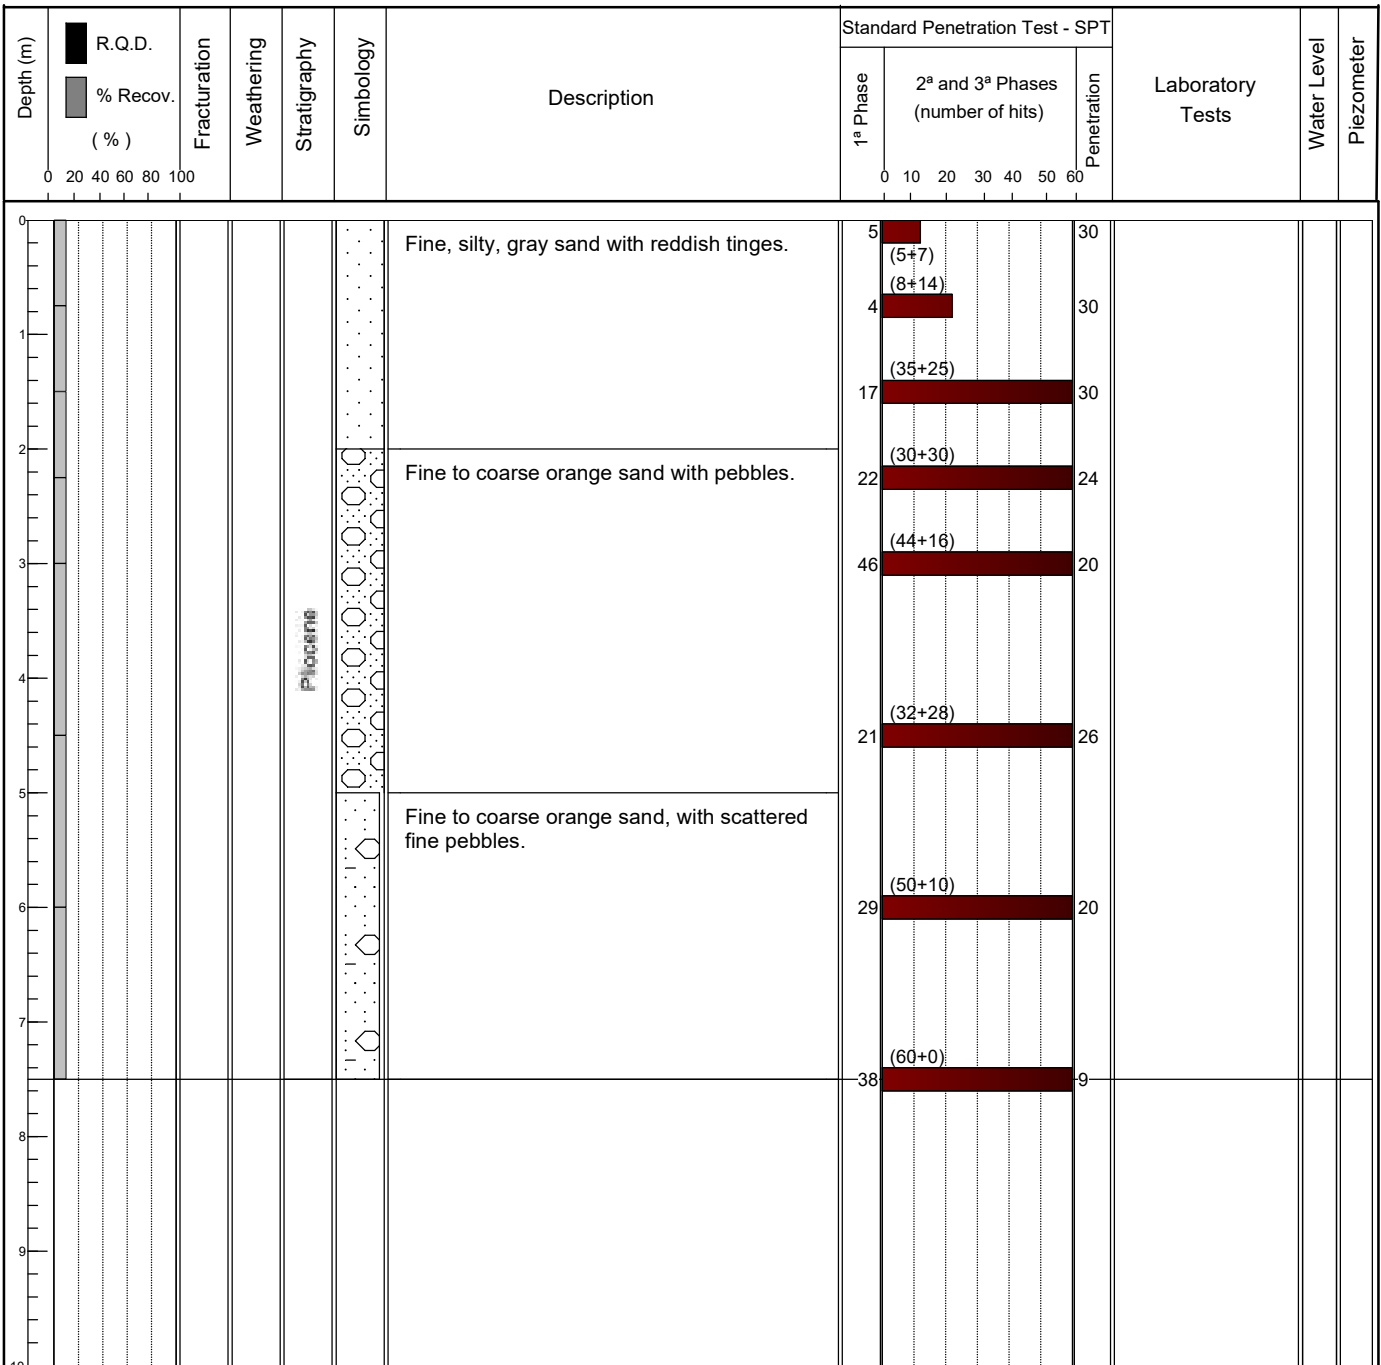 Depth (m)
R.Q.D.
% Recov.
( % )
0 20 40 60 80 100
Fracturation
Weathering
Stratigraphy
Simbology
Description
Standard Penetration Test - SPT
1ª Phase
2ª and 3ª Phases
(number of hits)
0 10 20 30 40 50 60
Penetration
Laboratory
Tests
Water Level
Piezometer
0
Fine, silty, gray sand with reddish tinges.
5
30
(5+7)
(8+14)
4
30
1
(35+25)
17
30
2
Fine to coarse orange sand with pebbles.
(30+30)
22
24
(44+16)
3
46
20
Pliocene
4
(32+28)
21
26
5
Fine to coarse orange sand, with scattered
fine pebbles.
(50+10)
6
29
20
7
(60+0)
38
9
8
9
10